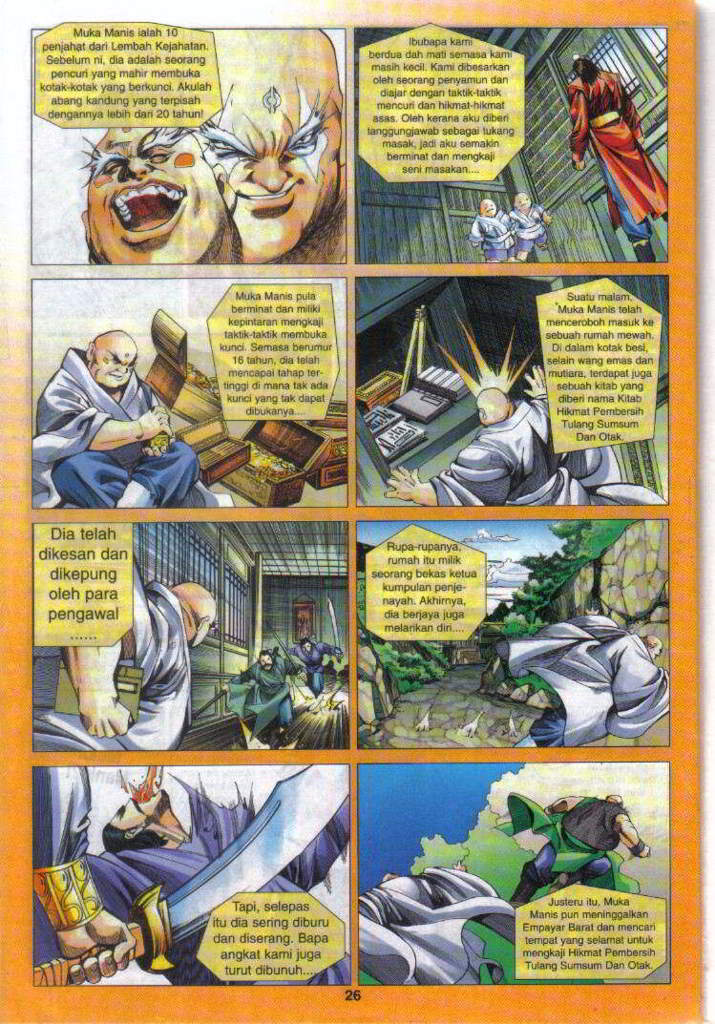 Muka Manis ialah 10
penjahat dari Lembah Kejahatan.
Sebelum ni, dia adalah seorang
pencuri yang mahir membuka
kotak-kotak yang berkunci. Akulah
abang kandung yang terpisah
dengannya lebih dari 20 tahun!
Ibubapa kami
berdua dah mati semasa kami
masih kecil. Kami dibesarkan
oleh seorang penyamun dan
diajar dengan taktik-taktik
mencuri dan hikmat-hikmat
asas. Oleh kerana aku diberi
tanggungjawab sebagai tukang
masak, jadi aku semakin
berminat dan mengkaji
seni masakan....
Muka Manis pula
berminat dan miliki
kepintaran mengkaji
taktik-taktik membuka
kunci. Semasa berumur
16 tahun, dia telah
mencapai tahap ter-
tinggi di mana tak ada
kunci yang tak dapat
dibukanya....
Suatu malam,
Muka Manis telah
menceroboh masuk ke
sebuah rumah mewah.
Di dalam kotak besi,
selain wang emas dan
mutiara, terdapat juga
sebuah kitab yang
diberi nama Kitab
Hikmat Pembersih
Tulang Sumsum
Dan Otak.
Dia telah
dikesan dan
dikepung
oleh para
pengawal
......
Rupa-rupanya,
rumah itu milik
seorang bekas ketua
kumpulan penje-
nayah. Akhirnya,
dia berjaya juga
melarikan diri....
Tapi, selepas
itu dia sering diburu
dan diserang. Bapa
angkat kami juga
turut dibunuh....
Justeru itu, Muka
Manis pun meninggalkan
Empayar Barat dan mencari
tempat yang selamat untuk
mengkaji Hikmat Pembersih
Tulang Sumsum Dan Otak.
26